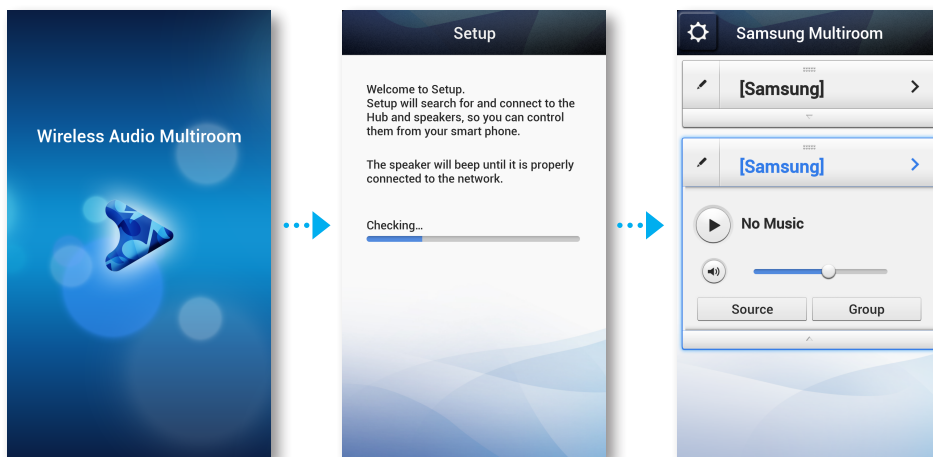 Wireless Audio Multiroom
Setup
Welcome to Setup.
Setup will search for and connect to the
Hub and speakers, so you can control
them from your smart phone.
The speaker will beep until it is properly
connected to the network.
Checking...
Samsung Multiroom
[Samsung]
[Samsung]
No Music
Source Group